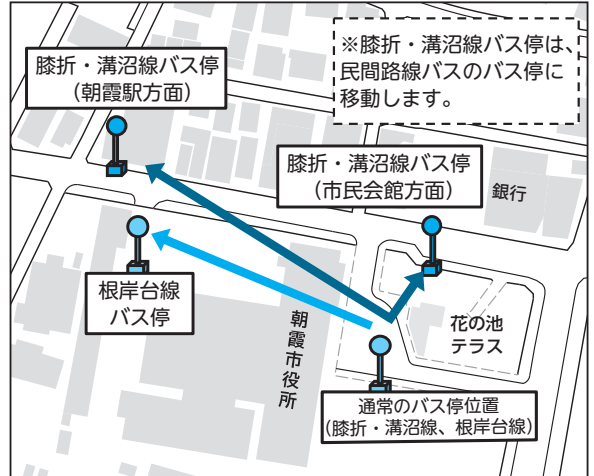 ※膝折・溝沼線バス停は、
民間路線バスのバス停に
移動します。
膝折・溝沼線バス停
（朝霞駅方面）
膝折・溝沼線バス停
（市民会館方面）
銀行
根岸台線
バス停
朝霞市役所
花の池
テラス
通常のバス停位置
（膝折・溝沼線、根岸台線）